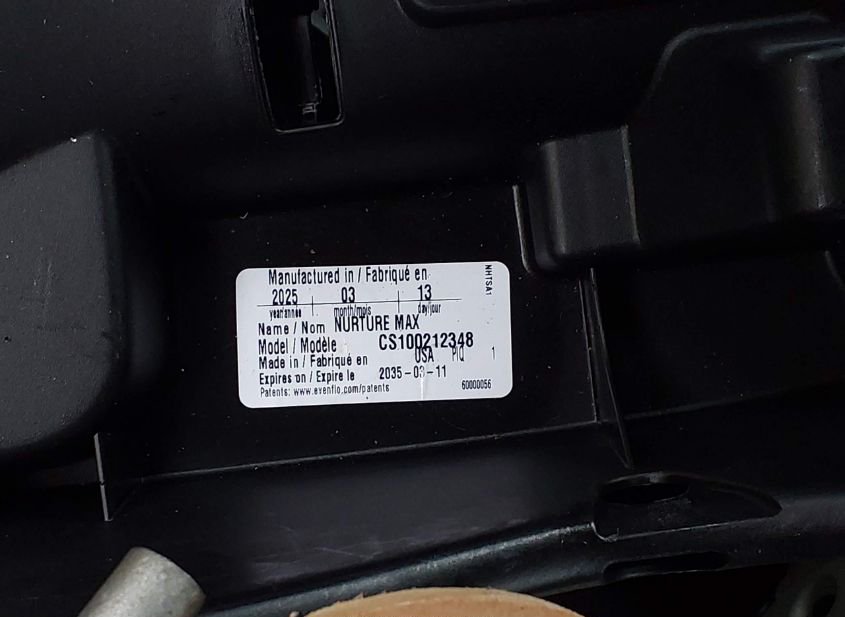 Manufactured in / Fabriqué en
2025 03 13
year/année month/mois day/jour
Name / Nom NURTURE MAX
Model / Modèle CS100212348
Made in / Fabriqué en USA PIQ 1
Expires on / Expire le 2035-03-11
Patents: www.evenflo.com/patents 60000056
NHTSA1